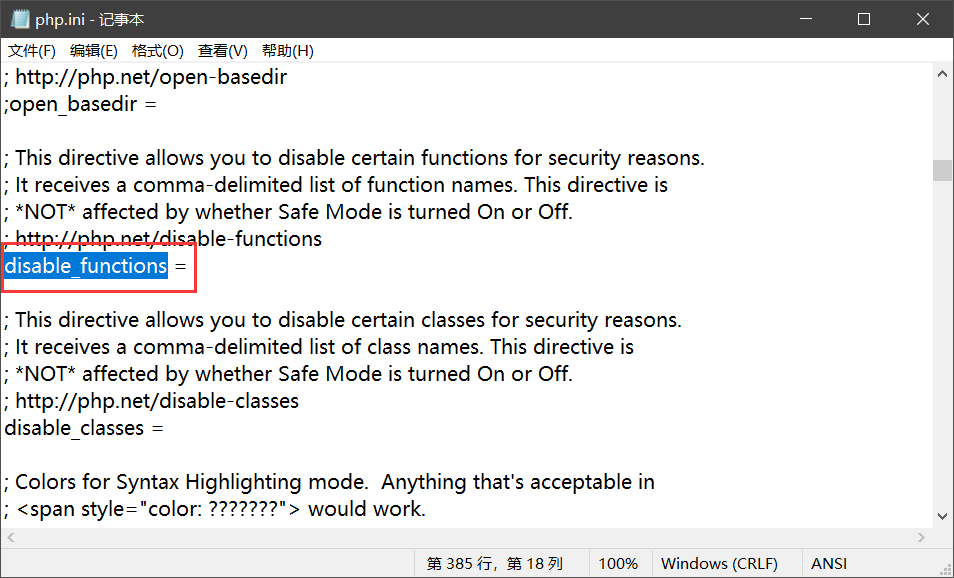 php.ini - 记事本
文件(F) 编辑(E) 格式(O) 查看(V) 帮助(H)
; http://php.net/open-basedir
;open_basedir =
; This directive allows you to disable certain functions for security reasons.
; It receives a comma-delimited list of function names. This directive is
; *NOT* affected by whether Safe Mode is turned On or Off.
; http://php.net/disable-functions
disable_functions =
; This directive allows you to disable certain classes for security reasons.
; It receives a comma-delimited list of class names. This directive is
; *NOT* affected by whether Safe Mode is turned On or Off.
; http://php.net/disable-classes
disable_classes =
; Colors for Syntax Highlighting mode.  Anything that's acceptable in
; <span style="color: ???????"> would work.
第 385 行，第 18 列 100% Windows (CRLF) ANSI